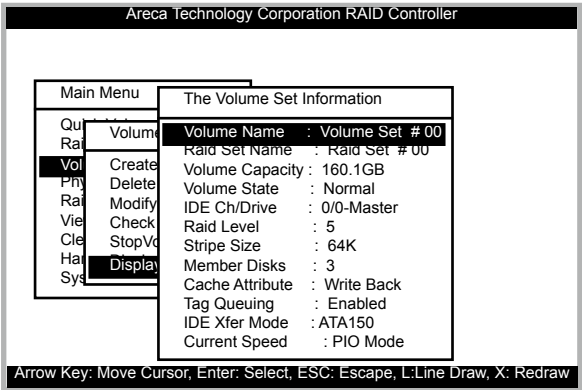 Areca Technology Corporation RAID Controller
Main Menu
Volume
Create
Delete
Modify
Check
The Volume Set Information
Volume Name : Volume Set # 00
Raid Set Name : Raid Set # 00
Volume Capacity : 160.1GB
Volume State : Normal
IDE Ch/Drive : 0/0-Master
Raid Level : 5
Stripe Size : 64K
Member Disks : 3
Cache Attribute : Write Back
Tag Queuing : Enabled
IDE Xfer Mode : ATA150
Current Speed : PIO Mode
Arrow Key: Move Cursor, Enter: Select, ESC: Escape, L:Line Draw, X: Redraw